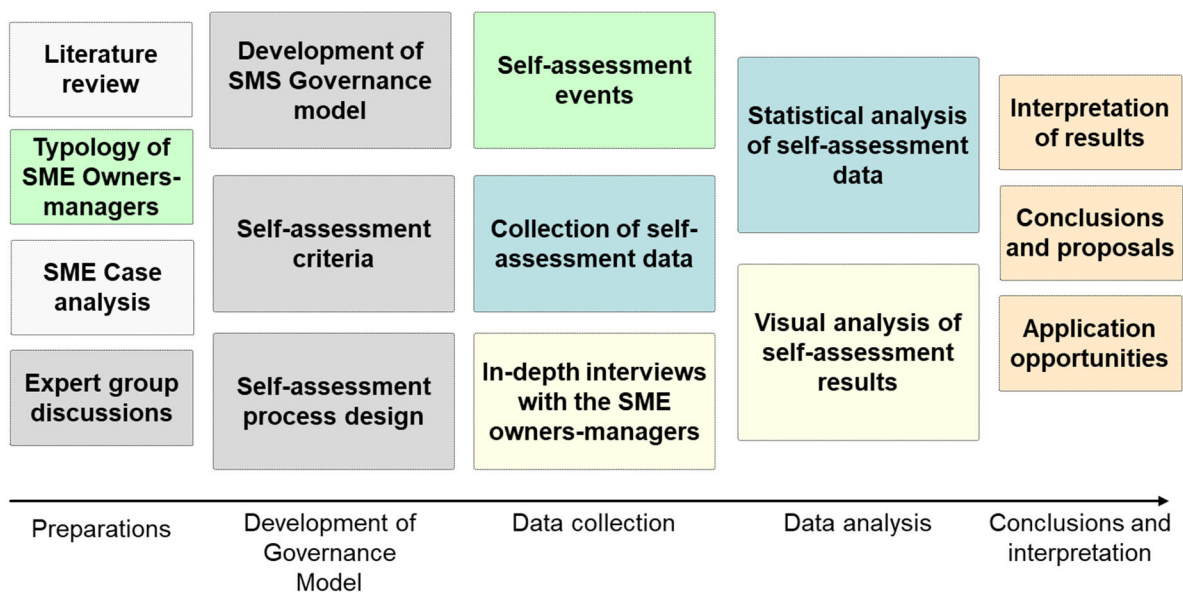 Literature
review
Typology of
SME Owners-
managers
SME Case
analysis
Expert group
discussions
Development of
SMS Governance
model
Self-assessment
criteria
Self-assessment
process design
Self-assessment
events
Collection of self-
assessment data
In-depth interviews
with the SME
owners-managers
Statistical analysis
of self-assessment
data
Visual analysis of
self-assessment
results
Interpretation
of results
Conclusions
and proposals
Application
opportunities
Preparations
Development of
Governance
Model
Data collection
Data analysis
Conclusions and
interpretation